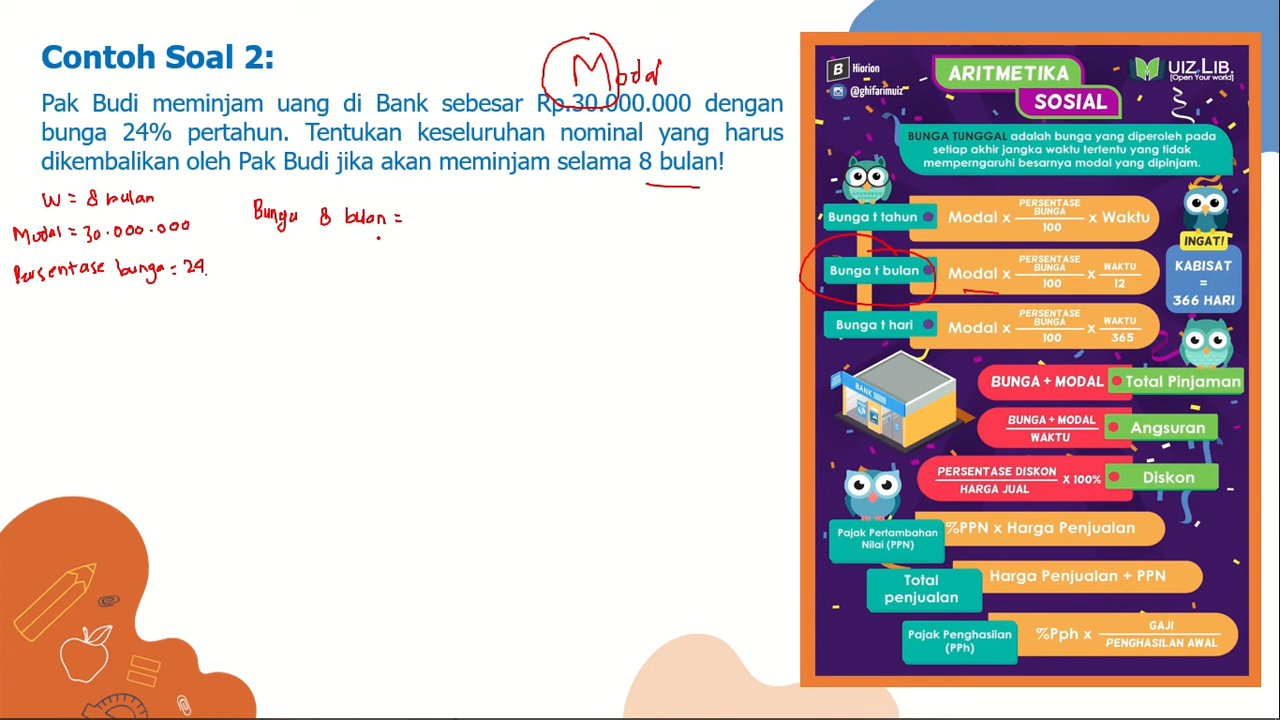 Contoh Soal 2:
Modal
Pak Budi meminjam uang di Bank sebesar Rp.30.000.000 dengan
bunga 24% pertahun. Tentukan keseluruhan nominal yang harus
dikembalikan oleh Pak Budi jika akan meminjam selama 8 bulan!
W = 8 bulan
Modal = 30.000.000
Persentase bunga = 24
Bunga 8 bulan =
B Hiorion
@ghifarimuiz
ARITMETIKA
SOSIAL
UIZ LIB.
[Open Your world]
BUNGA TUNGGAL adalah bunga yang diperoleh pada
setiap akhir jangka waktu tertentu yang tidak
memperngaruhi besarnya modal yang dipinjam.
Bunga t tahun
Modal x PERSENTASE BUNGA / 100 x Waktu
Bunga t bulan
Modal x PERSENTASE BUNGA / 100 x WAKTU / 12
Bunga t hari
Modal x PERSENTASE BUNGA / 100 x WAKTU / 365
INGAT!
KABISAT
=
366 HARI
BANK
BUNGA + MODAL
Total Pinjaman
BUNGA + MODAL / WAKTU
Angsuran
PERSENTASE DISKON / HARGA JUAL X 100%
Diskon
Pajak Pertambahan
Nilai (PPN)
%PPN x Harga Penjualan
Total
penjualan
Harga Penjualan + PPN
Pajak Penghasilan
(PPh)
%Pph x GAJI / PENGHASILAN AWAL